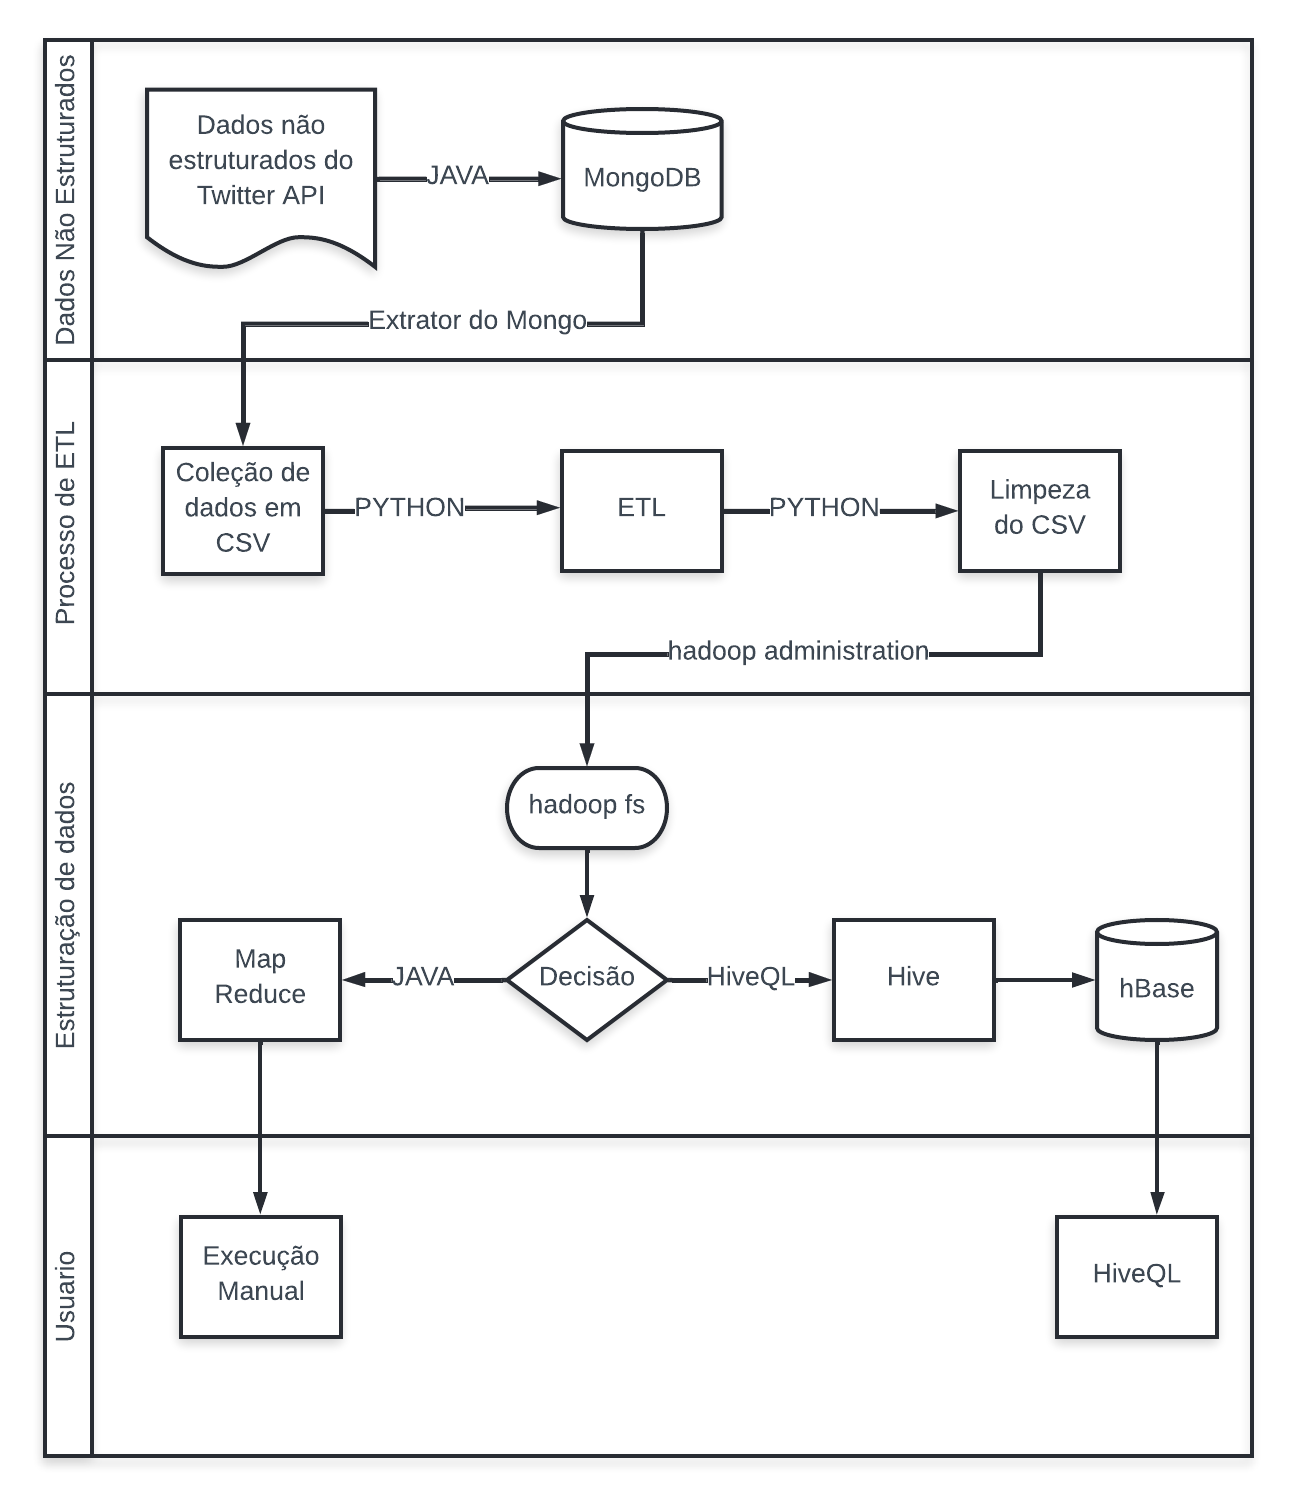 Dados Não Estruturados
Dados não
estruturados do
Twitter API
JAVA
MongoDB
Extrator do Mongo
Processo de ETL
Coleção de
dados em
CSV
PYTHON
ETL
PYTHON
Limpeza
do CSV
hadoop administration
Estruturação de dados
hadoop fs
Map
Reduce
JAVA
Decisão
HiveQL
Hive
hBase
Usuario
Execução
Manual
HiveQL